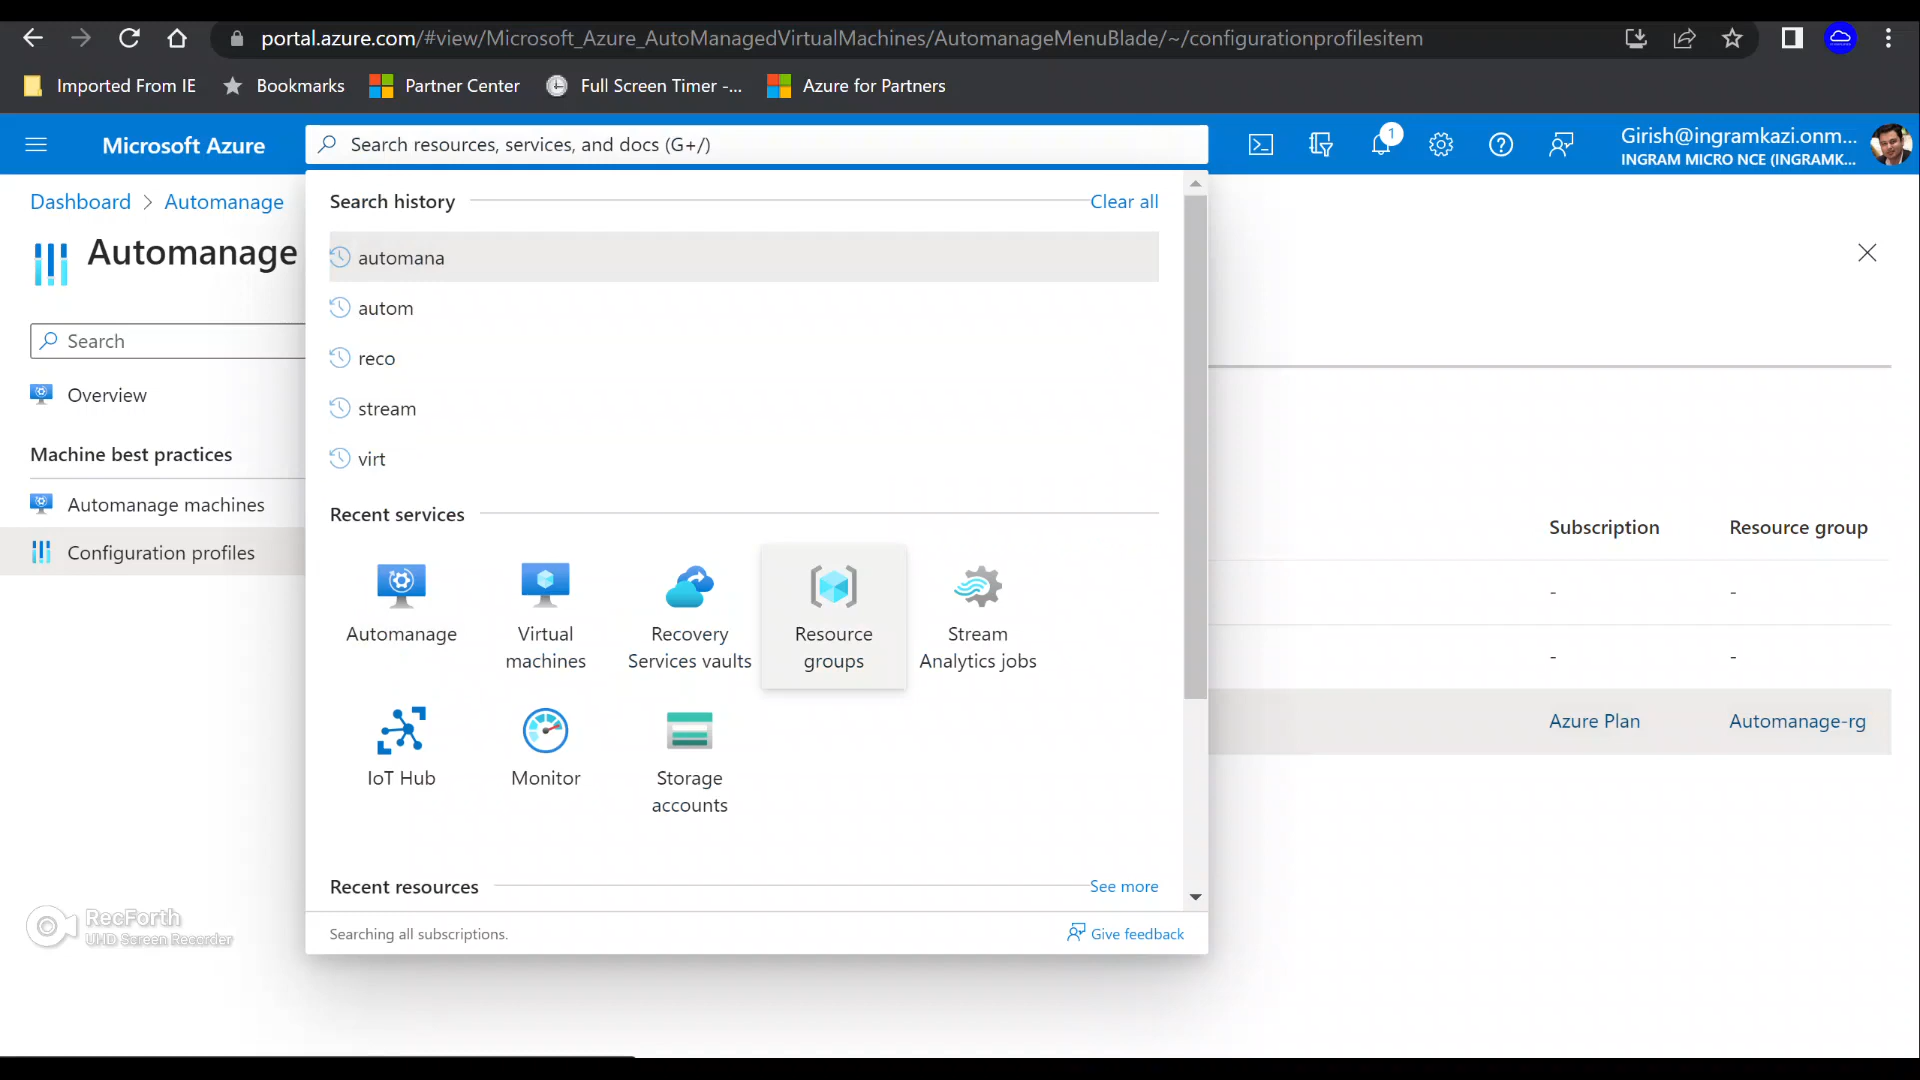 portal.azure.com/#view/Microsoft_Azure_AutoManagedVirtualMachines/AutomanageMenuBlade/~/configurationprofilesitem
Imported From IE
Bookmarks
Partner Center
Full Screen Timer -...
Azure for Partners
Microsoft Azure
Search resources, services, and docs (G+/)
1
Girish@ingramkazi.onm...
INGRAM MICRO NCE (INGRAMK...
Dashboard > Automanage
Automanage
Search
Overview
Machine best practices
Automanage machines
Configuration profiles
Search history
Clear all
automana
autom
reco
stream
virt
Recent services
Automanage
Virtual
machines
Recovery
Services vaults
Resource
groups
Stream
Analytics jobs
IoT Hub
Monitor
Storage
accounts
Recent resources
See more
Searching all subscriptions.
Give feedback
Subscription
Resource group
-
-
-
-
Azure Plan
Automanage-rg
RecForth
UHD Screen Recorder